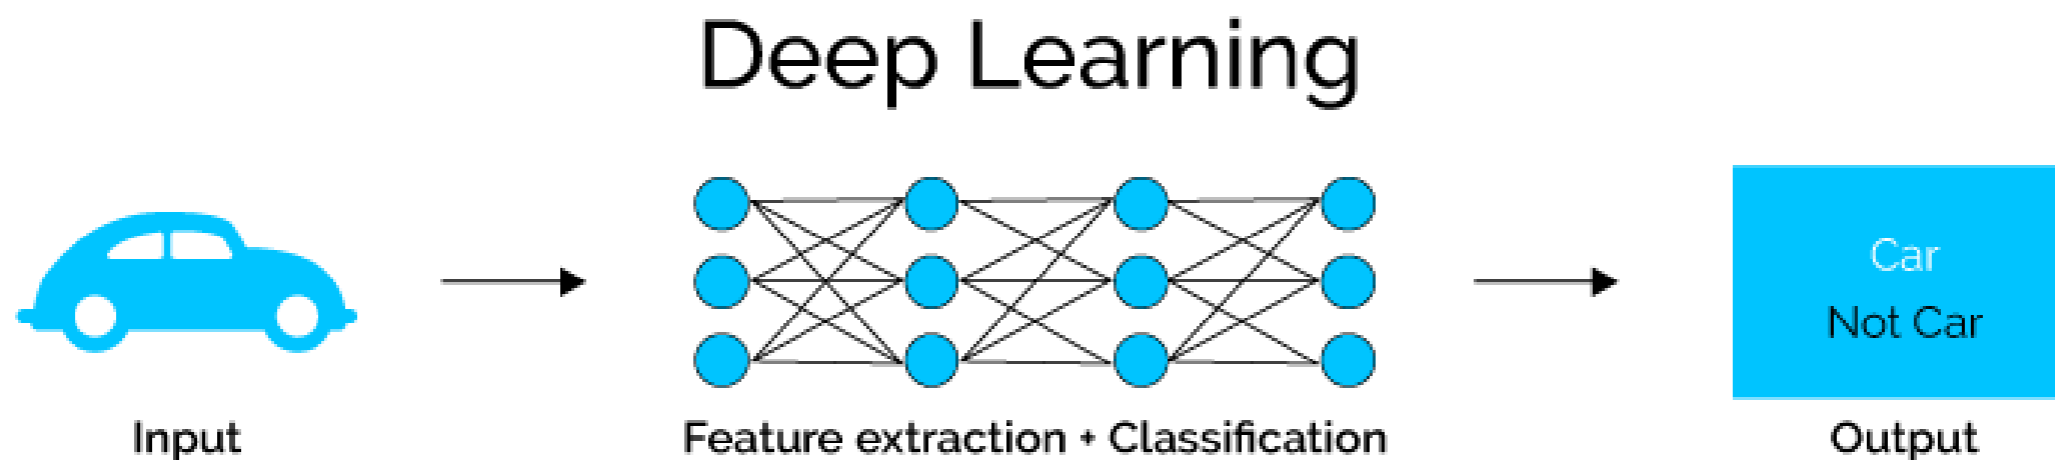 Deep Learning
Car
Not Car
Input
Feature extraction + Classification
Output